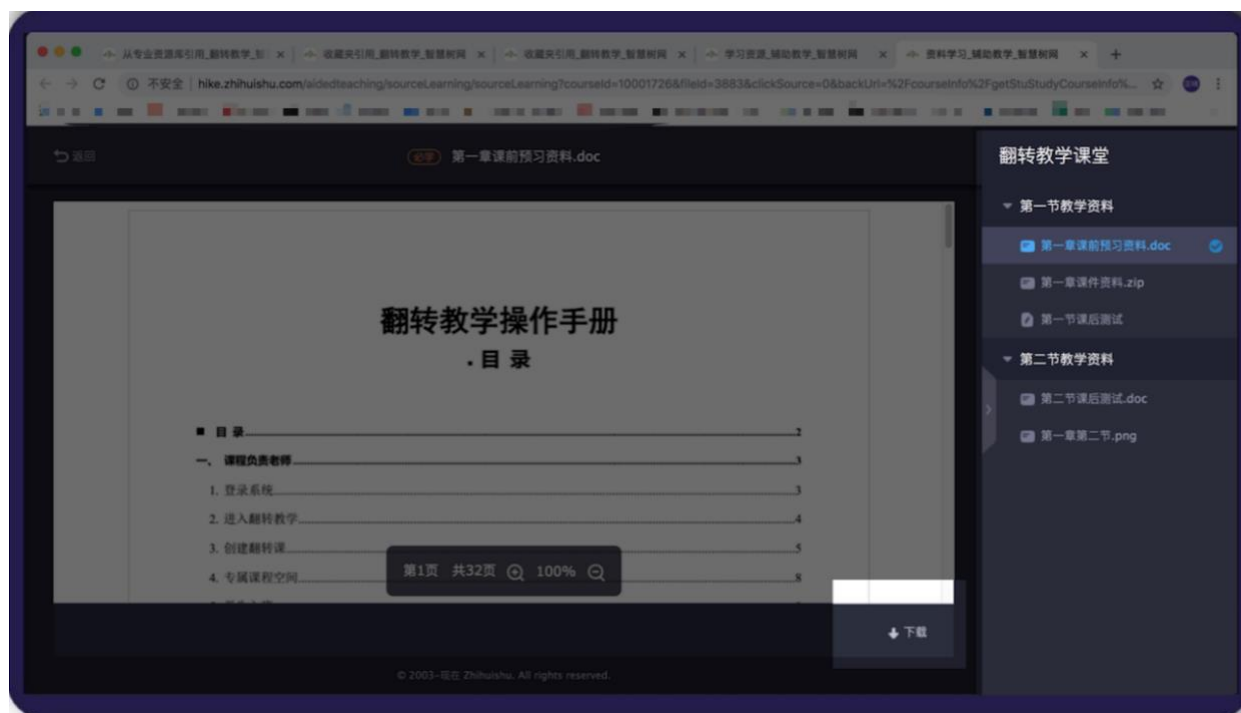 从专业资源库引用_翻转教学_智 × 收藏夹引用_翻转教学_智慧树网 × 收藏夹引用_翻转教学_智慧树网 × 学习资源_辅助教学_智慧树网 × 资料学习_辅助教学_智慧树网 × +
不安全 | hike.zhihuishu.com/aidedteaching/sourceLearning/sourceLearning?courseId=10001726&fileId=3883&clickSource=0&backUrl=%2FcourseInfo%2FgetStuStudyCourseInfo%...
返回
必学 第一章课前预习资料.doc
翻转教学操作手册
.目 录
■ 目 录 2
一、 课程负责老师 3
1. 登录系统 3
2. 进入翻转教学 4
3. 创建翻转课 5
4. 专属课程空间 8
第1页 共32页 100%
下载
© 2003-现在 Zhihuishu. All rights reserved.
翻转教学课堂
第一节教学资料
第一章课前预习资料.doc
第一章课件资料.zip
第一节课后测试
第二节教学资料
第二节课后测试.doc
第一章第二节.png